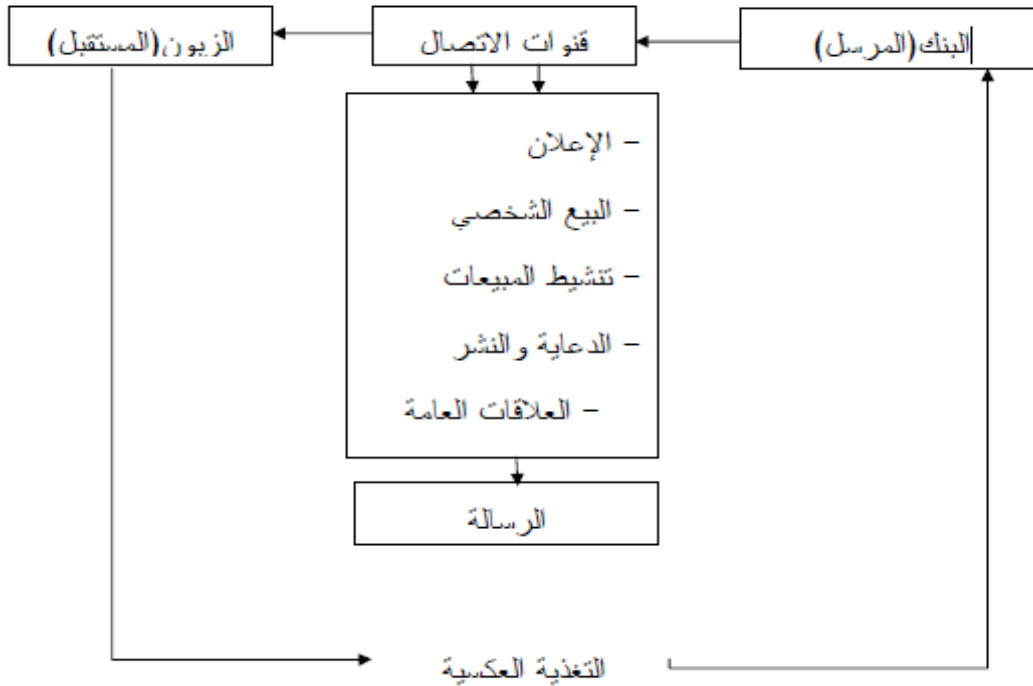 البنك(المرسل)
قنوات الاتصال
الزبون(المستقبل)
- الإعلان
- البيع الشخصي
- تنشيط المبيعات
- الدعاية والنشر
- العلاقات العامة
الرسالة
التغذية العكسية